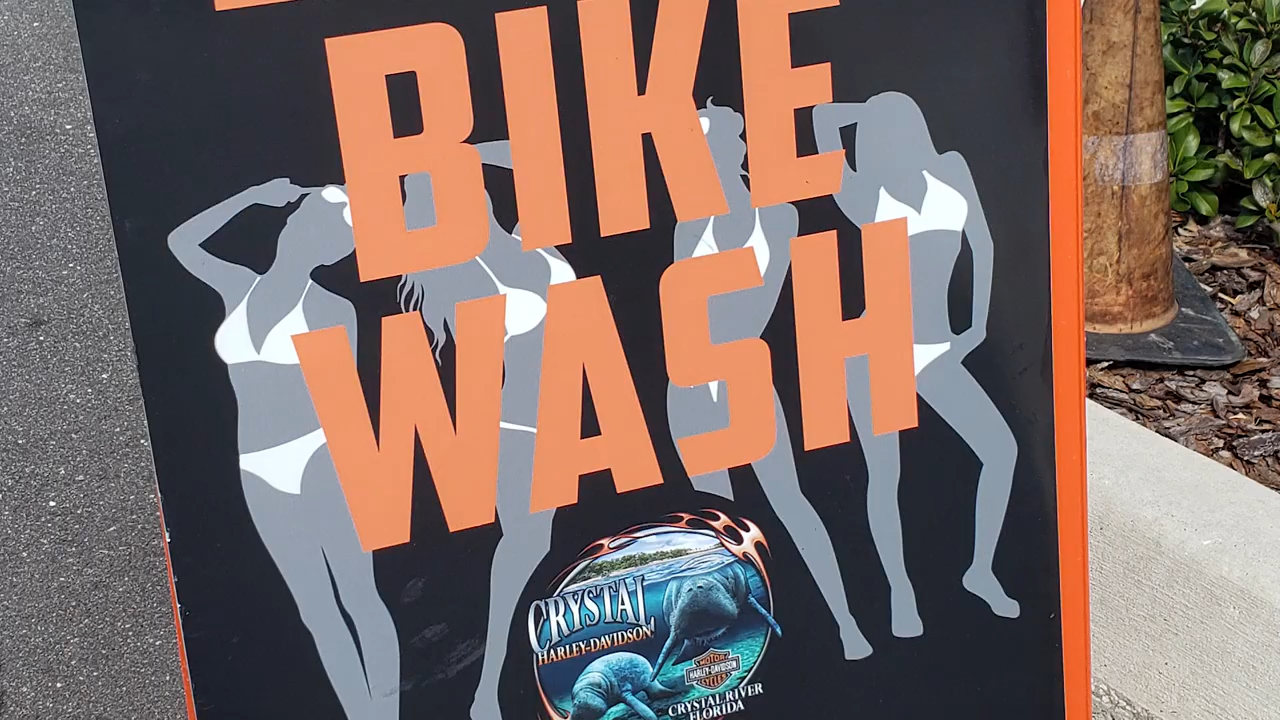 BIKE
WASH
CRYSTAL
HARLEY-DAVIDSON
MOTOR
HARLEY-DAVIDSON
CYCLES
CRYSTAL RIVER
FLORIDA